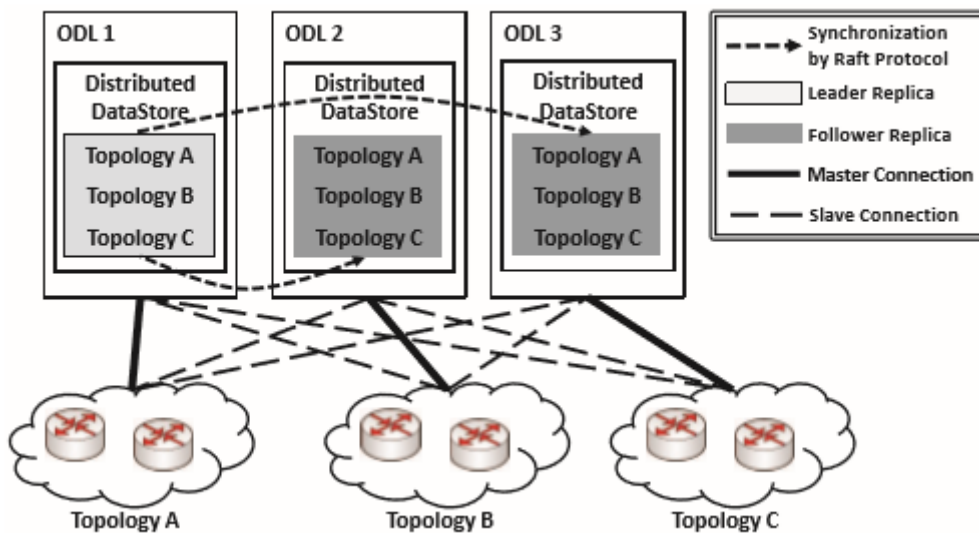 ODL 1
Distributed
DataStore
Topology A
Topology B
Topology C
ODL 2
Distributed
DataStore
Topology A
Topology B
Topology C
ODL 3
Distributed
DataStore
Topology A
Topology B
Topology C
Synchronization
by Raft Protocol
Leader Replica
Follower Replica
Master Connection
Slave Connection
Topology A
Topology B
Topology C